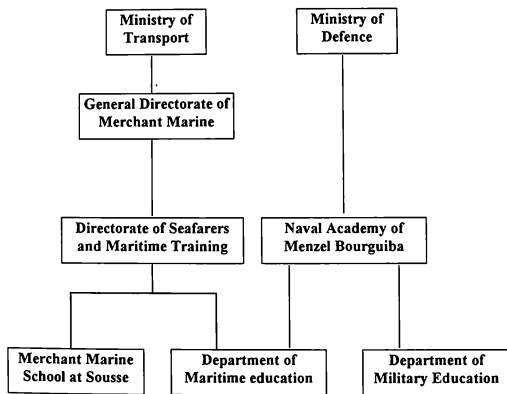 Ministry of
Transport
Ministry of
Defence
General Directorate of
Merchant Marine
Directorate of Seafarers
and Maritime Training
Naval Academy of
Menzel Bourguiba
Merchant Marine
School at Sousse
Department of
Maritime education
Department of
Military Education